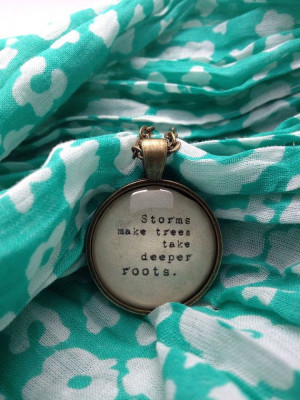 Storms
make trees
take
deeper
roots.